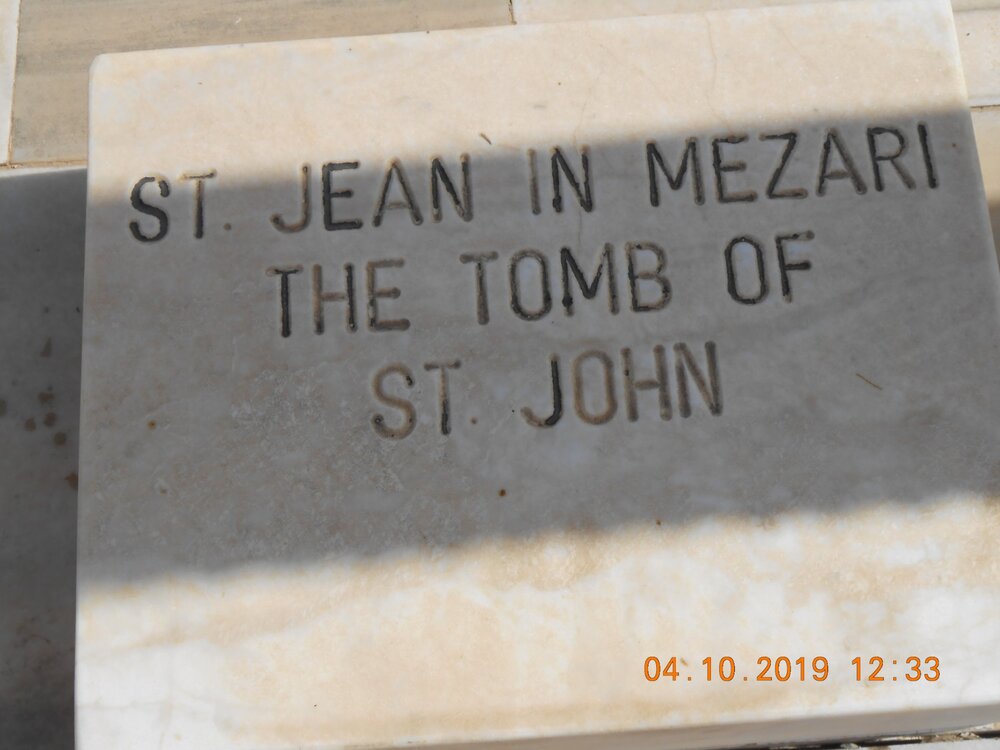 ST. JEAN IN MEZARI
THE TOMB OF
ST. JOHN
04.10.2019 12:33